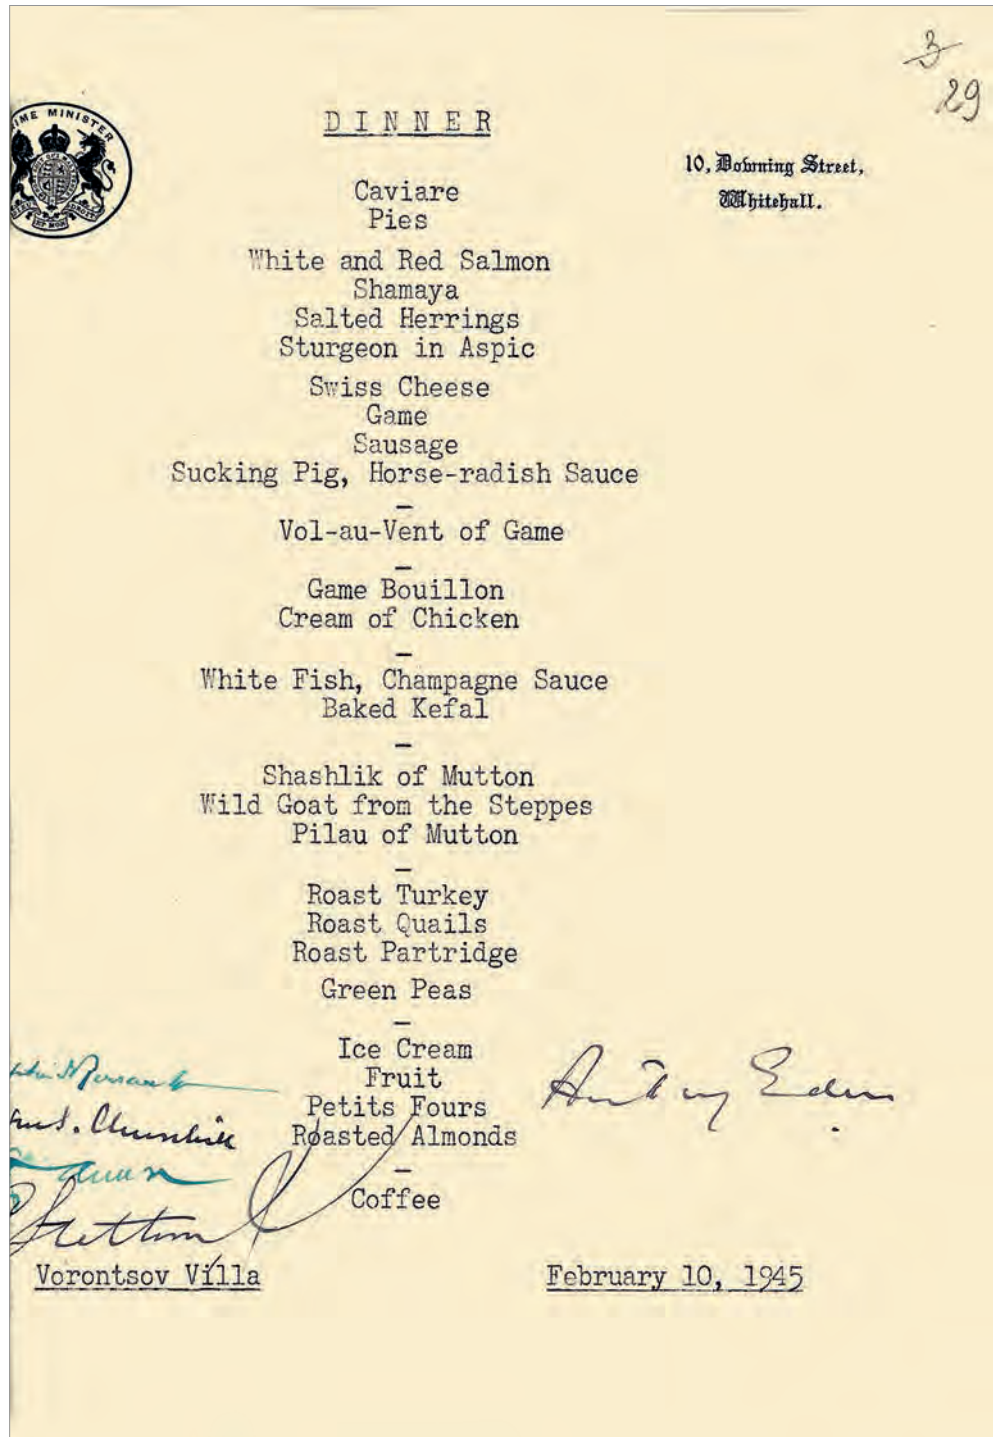 3
29
PRIME MINISTER
DINNER
10, Downing Street,
Whitehall.
Caviare
Pies
White and Red Salmon
Shamaya
Salted Herrings
Sturgeon in Aspic
Swiss Cheese
Game
Sausage
Sucking Pig, Horse-radish Sauce
—
Vol-au-Vent of Game
—
Game Bouillon
Cream of Chicken
—
White Fish, Champagne Sauce
Baked Kefal
—
Shashlik of Mutton
Wild Goat from the Steppes
Pilau of Mutton
—
Roast Turkey
Roast Quails
Roast Partridge
Green Peas
—
Ice Cream
Fruit
Petits Fours
Roasted Almonds
—
Coffee
Anthony Eden
S. Churchill
Stettin
Vorontsov Villa
February 10, 1945